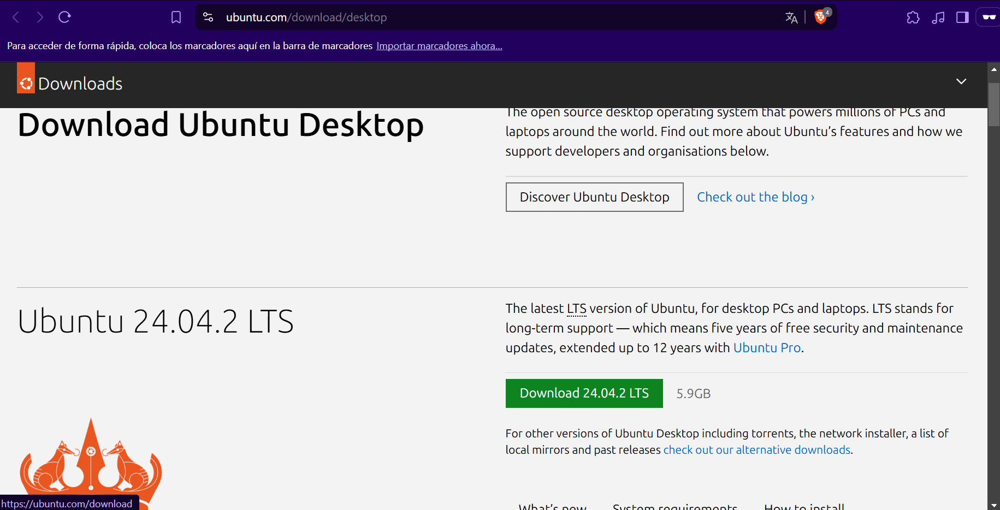 ubuntu.com/download/desktop
4
Para acceder de forma rápida, coloca los marcadores aquí en la barra de marcadores Importar marcadores ahora...
Downloads
Download Ubuntu Desktop
The open source desktop operating system that powers millions of PCs and
laptops around the world. Find out more about Ubuntu’s features and how we
support developers and organisations below.
Discover Ubuntu Desktop Check out the blog ›
Ubuntu 24.04.2 LTS
The latest LTS version of Ubuntu, for desktop PCs and laptops. LTS stands for
long-term support — which means five years of free security and maintenance
updates, extended up to 12 years with Ubuntu Pro.
Download 24.04.2 LTS 5.9GB
For other versions of Ubuntu Desktop including torrents, the network installer, a list of
local mirrors and past releases check out our alternative downloads.
What’s new System requirements How to install
https://ubuntu.com/download